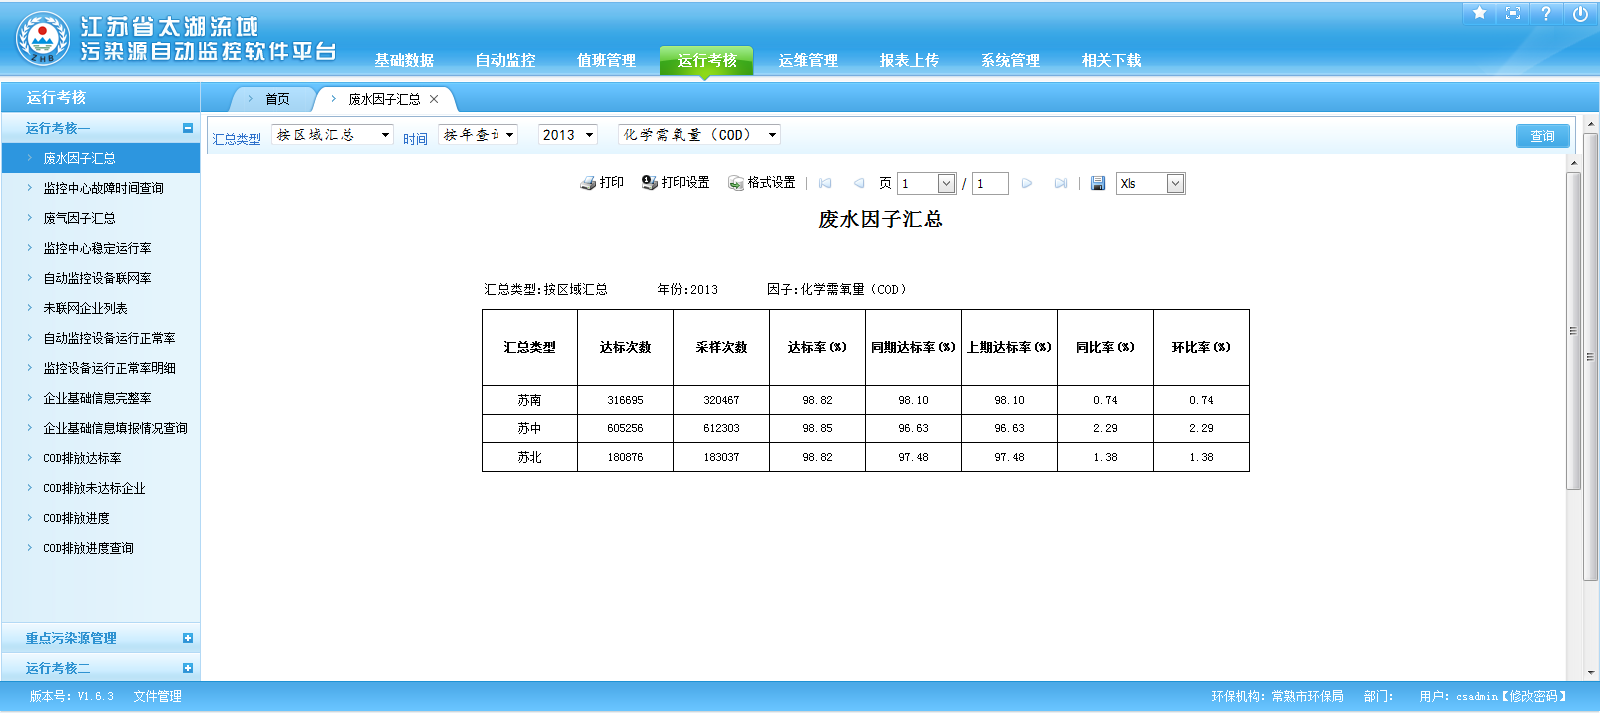 江苏省太湖流域
污染源自动监控软件平台
ZHB
基础数据 自动监控 值班管理 运行考核 运维管理 报表上传 系统管理 相关下载
运行考核
首页 废水因子汇总
运行考核一
汇总类型 按区域汇总 时间 按年查 2013 化学需氧量（COD） 查询
废水因子汇总
监控中心故障时间查询
废气因子汇总
监控中心稳定运行率
自动监控设备联网率
未联网企业列表
自动监控设备运行正常率
监控设备运行正常率明细
企业基础信息完整率
企业基础信息填报情况查询
COD排放达标率
COD排放未达标企业
COD排放进度
COD排放进度查询
重点污染源管理
运行考核二
打印 打印设置 格式设置 | 页 1 / 1 | Xls
废水因子汇总
汇总类型:按区域汇总 年份:2013 因子:化学需氧量（COD）
汇总类型 达标次数 采样次数 达标率(%) 同期达标率(%) 上期达标率(%) 同比率(%) 环比率(%)
苏南 316695 320467 98.82 98.10 98.10 0.74 0.74
苏中 605256 612303 98.85 96.63 96.63 2.29 2.29
苏北 180876 183037 98.82 97.48 97.48 1.38 1.38
版本号: V1.6.3 文件管理 环保机构: 常熟市环保局 部门: 用户: csadmin【修改密码】